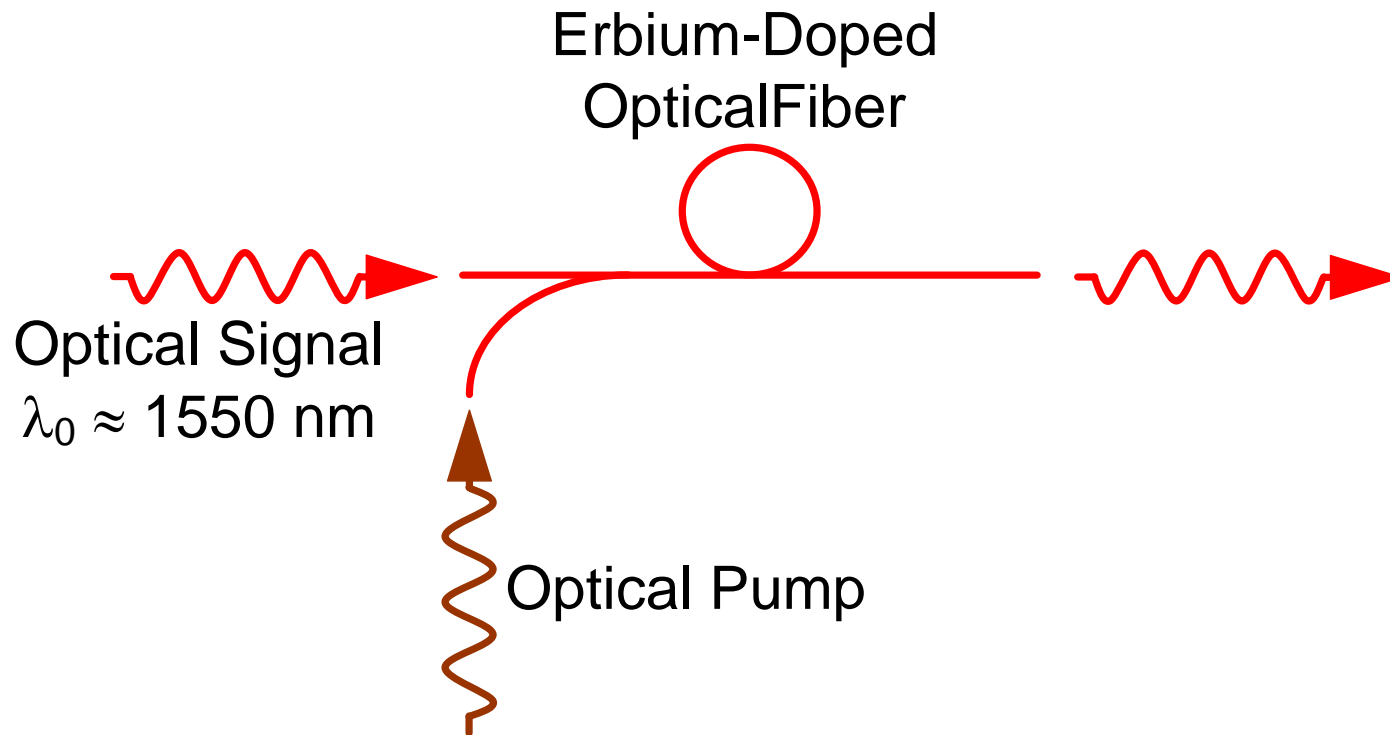 Erbium-Doped
OpticalFiber
Optical Signal
λ₀ ≈ 1550 nm
Optical Pump